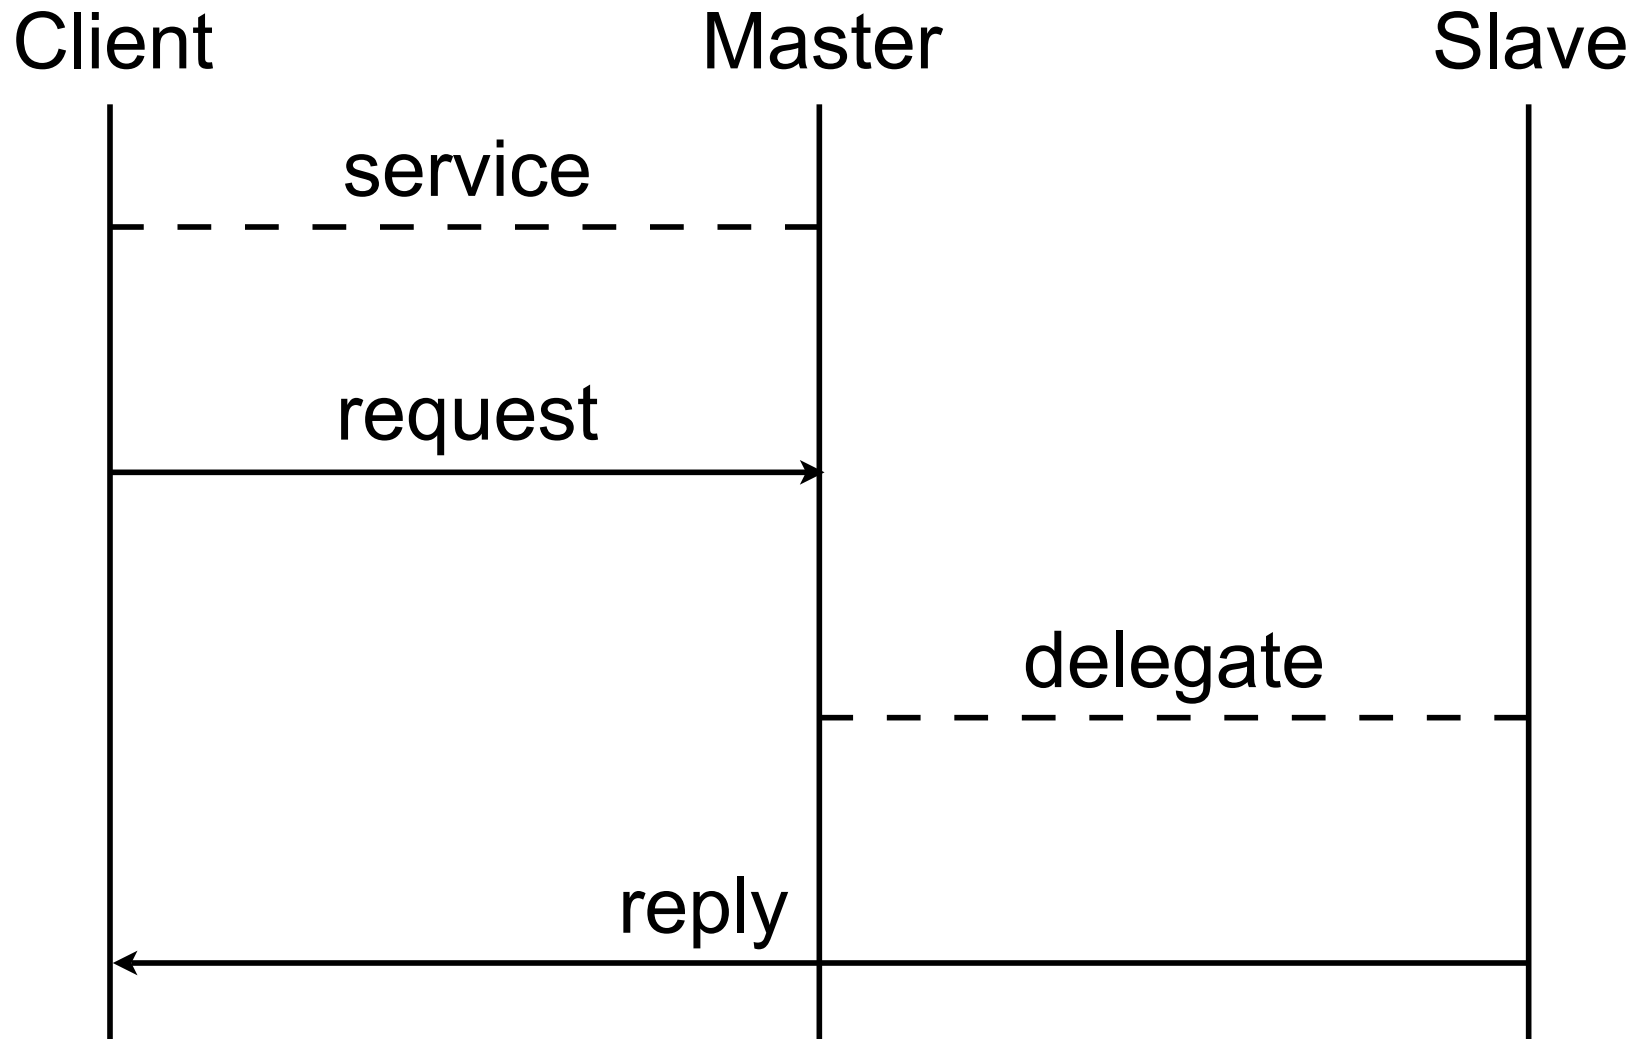 Client Master Slave
service
request
delegate
reply